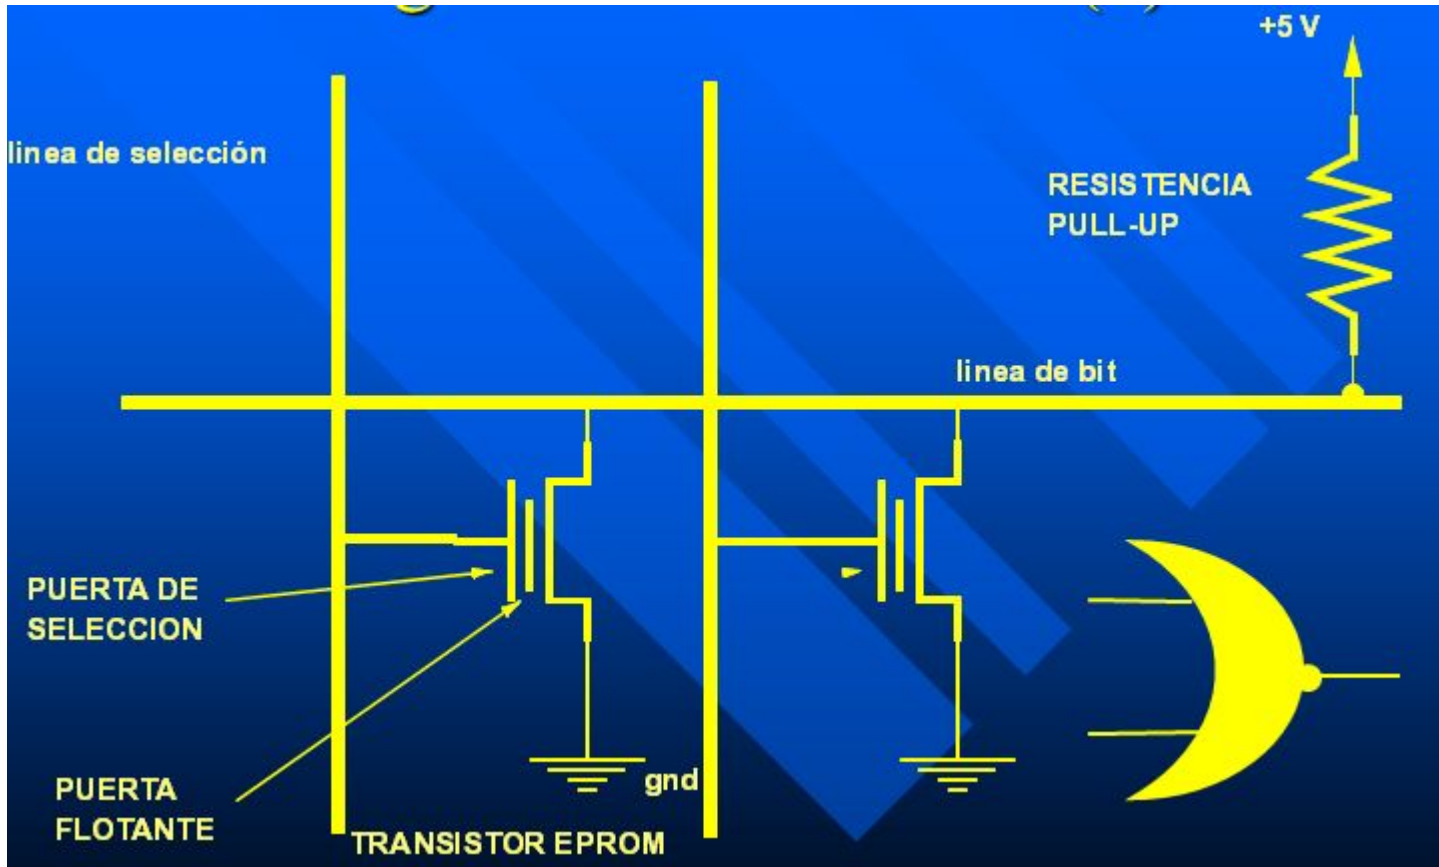 +5 V
linea de selección
RESISTENCIA
PULL-UP
linea de bit
PUERTA DE
SELECCION
gnd
PUERTA
FLOTANTE
TRANSISTOR EPROM